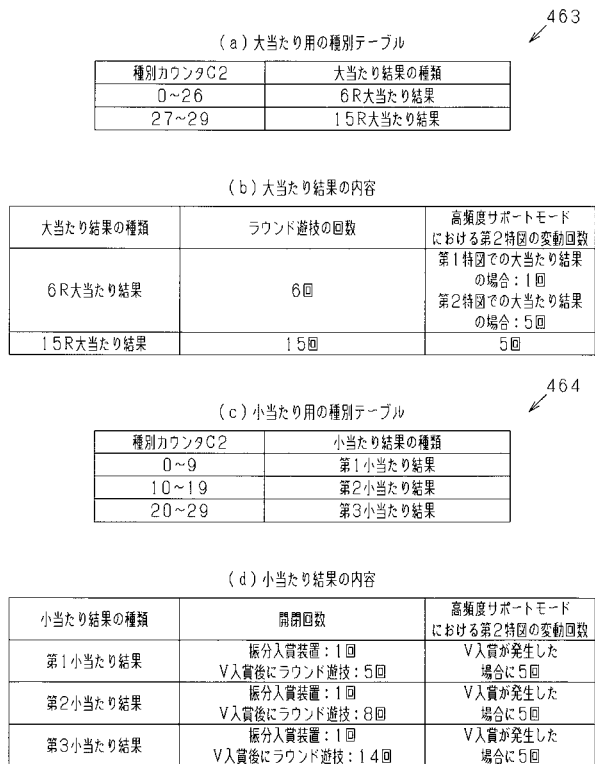 463
(a)大当たり用の種別テーブル
種別カウンタC2 大当たり結果の種類
0~26 6R大当たり結果
27~29 15R大当たり結果
(b)大当たり結果の内容
大当たり結果の種類 ラウンド遊技の回数 高頻度サポートモード
における第2特図の変動回数
6R大当たり結果 6回 第1特図での大当たり結果
の場合:1回
第2特図での大当たり結果
の場合:5回
15R大当たり結果 15回 5回
464
(c)小当たり用の種別テーブル
種別カウンタC2 小当たり結果の種類
0~9 第1小当たり結果
10~19 第2小当たり結果
20~29 第3小当たり結果
(d)小当たり結果の内容
小当たり結果の種類 開閉回数 高頻度サポートモード
における第2特図の変動回数
第1小当たり結果 振分入賞装置:1回 V入賞が発生した
V入賞後にラウンド遊技:5回 場合に5回
第2小当たり結果 振分入賞装置:1回 V入賞が発生した
V入賞後にラウンド遊技:8回 場合に5回
第3小当たり結果 振分入賞装置:1回 V入賞が発生した
V入賞後にラウンド遊技:14回 場合に5回